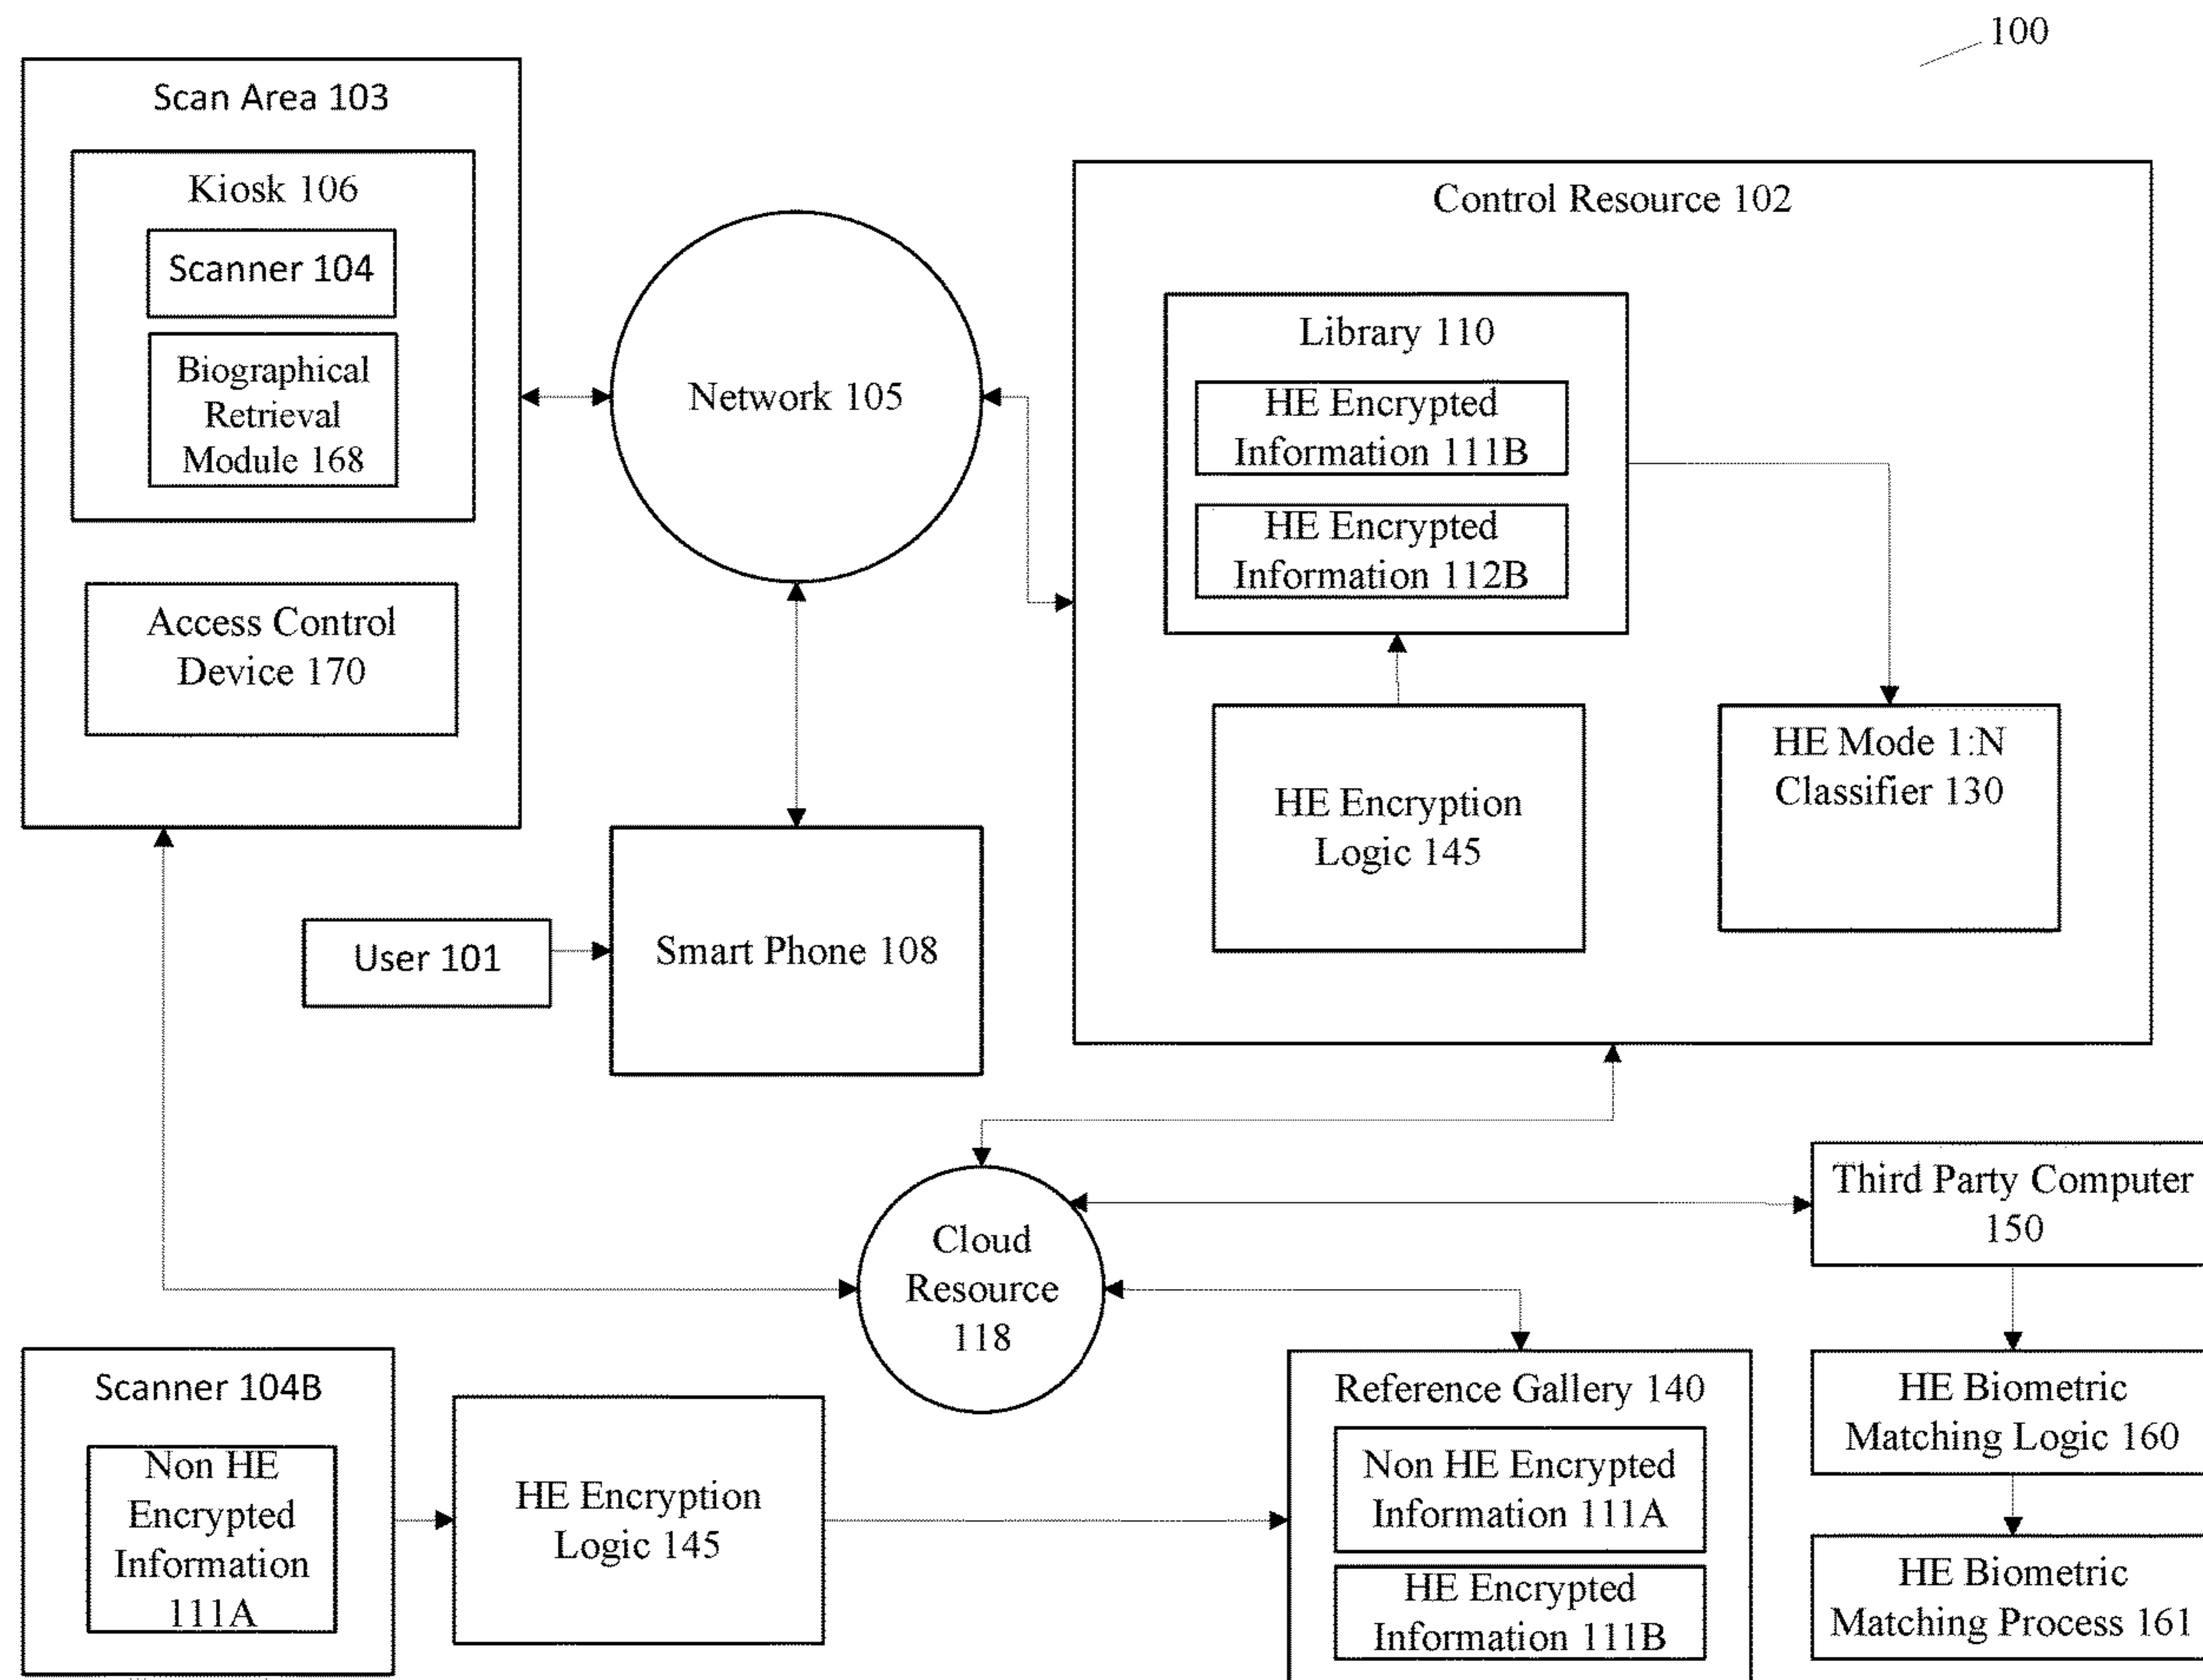 100
Scan Area 103
Kiosk 106
Scanner 104
Biographical
Retrieval
Module 168
Access Control
Device 170
Network 105
Control Resource 102
Library 110
HE Encrypted
Information 111B
HE Encrypted
Information 112B
HE Encryption
Logic 145
HE Mode 1:N
Classifier 130
User 101
Smart Phone 108
Cloud
Resource
118
Third Party Computer
150
Scanner 104B
Non HE
Encrypted
Information
111A
HE Encryption
Logic 145
Reference Gallery 140
Non HE Encrypted
Information 111A
HE Encrypted
Information 111B
HE Biometric
Matching Logic 160
HE Biometric
Matching Process 161